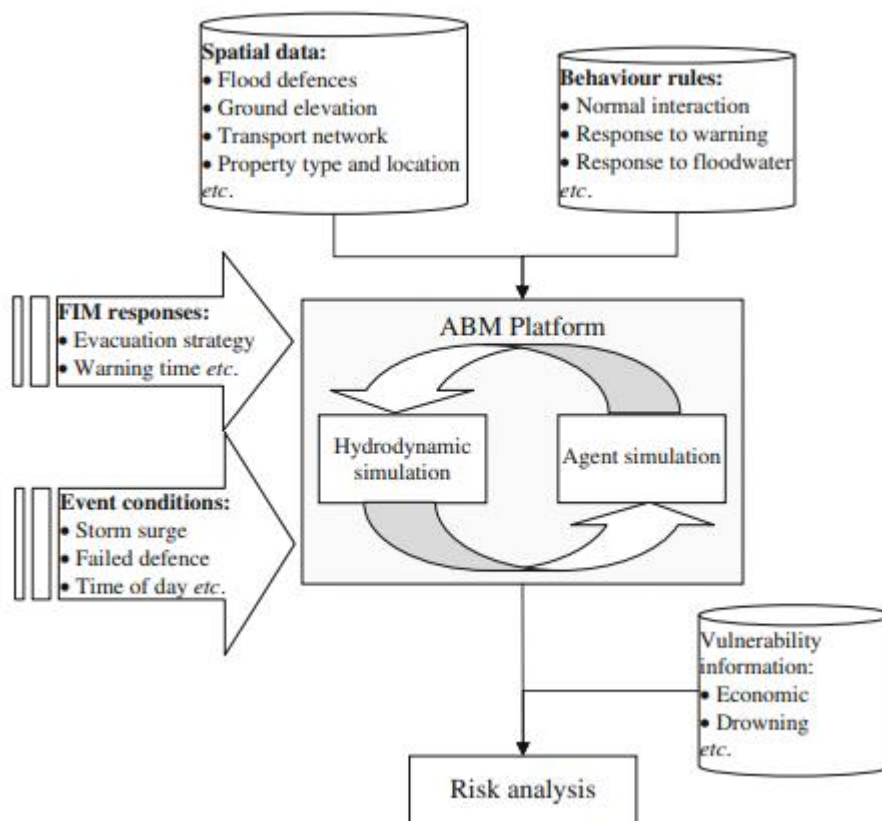 Spatial data:
• Flood defences
• Ground elevation
• Transport network
• Property type and location
etc.
Behaviour rules:
• Normal interaction
• Response to warning
• Response to floodwater
etc.
FIM responses:
• Evacuation strategy
• Warning time etc.
ABM Platform
Hydrodynamic
simulation
Agent simulation
Event conditions:
• Storm surge
• Failed defence
• Time of day etc.
Vulnerability
information:
• Economic
• Drowning
etc.
Risk analysis